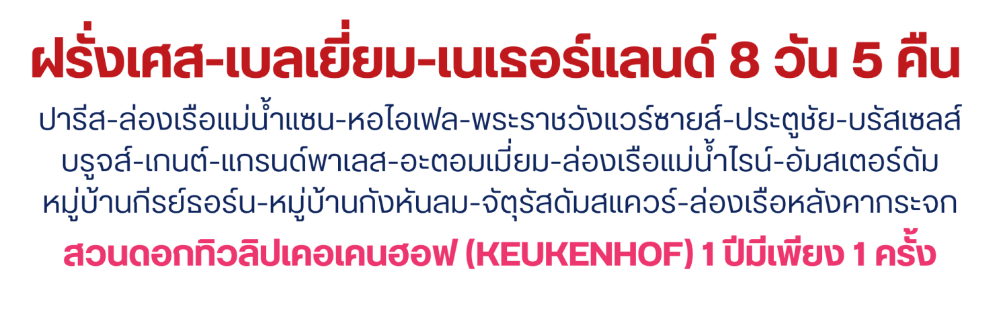 ฝรั่งเศส-เบลเยี่ยม-เนเธอร์แลนด์ 8 วัน 5 คืน
ปารีส-ล่องเรือแม่น้ำแซน-หอไอเฟล-พระราชวังแวร์ซายส์-ประตูชัย-บรัสเซลส์
บรูจส์-เกนต์-แกรนด์พาเลส-อะตอมเมี่ยม-ล่องเรือแม่น้ำไรน์-อัมสเตอร์ดัม
หมู่บ้านกีรย์ธอร์น-หมู่บ้านกังหันลม-จัตุรัสดัมสแควร์-ล่องเรือหลังคากระจก
สวนดอกทิวลิปเคอเคนฮอฟ (KEUKENHOF) 1 ปีมีเพียง 1 ครั้ง